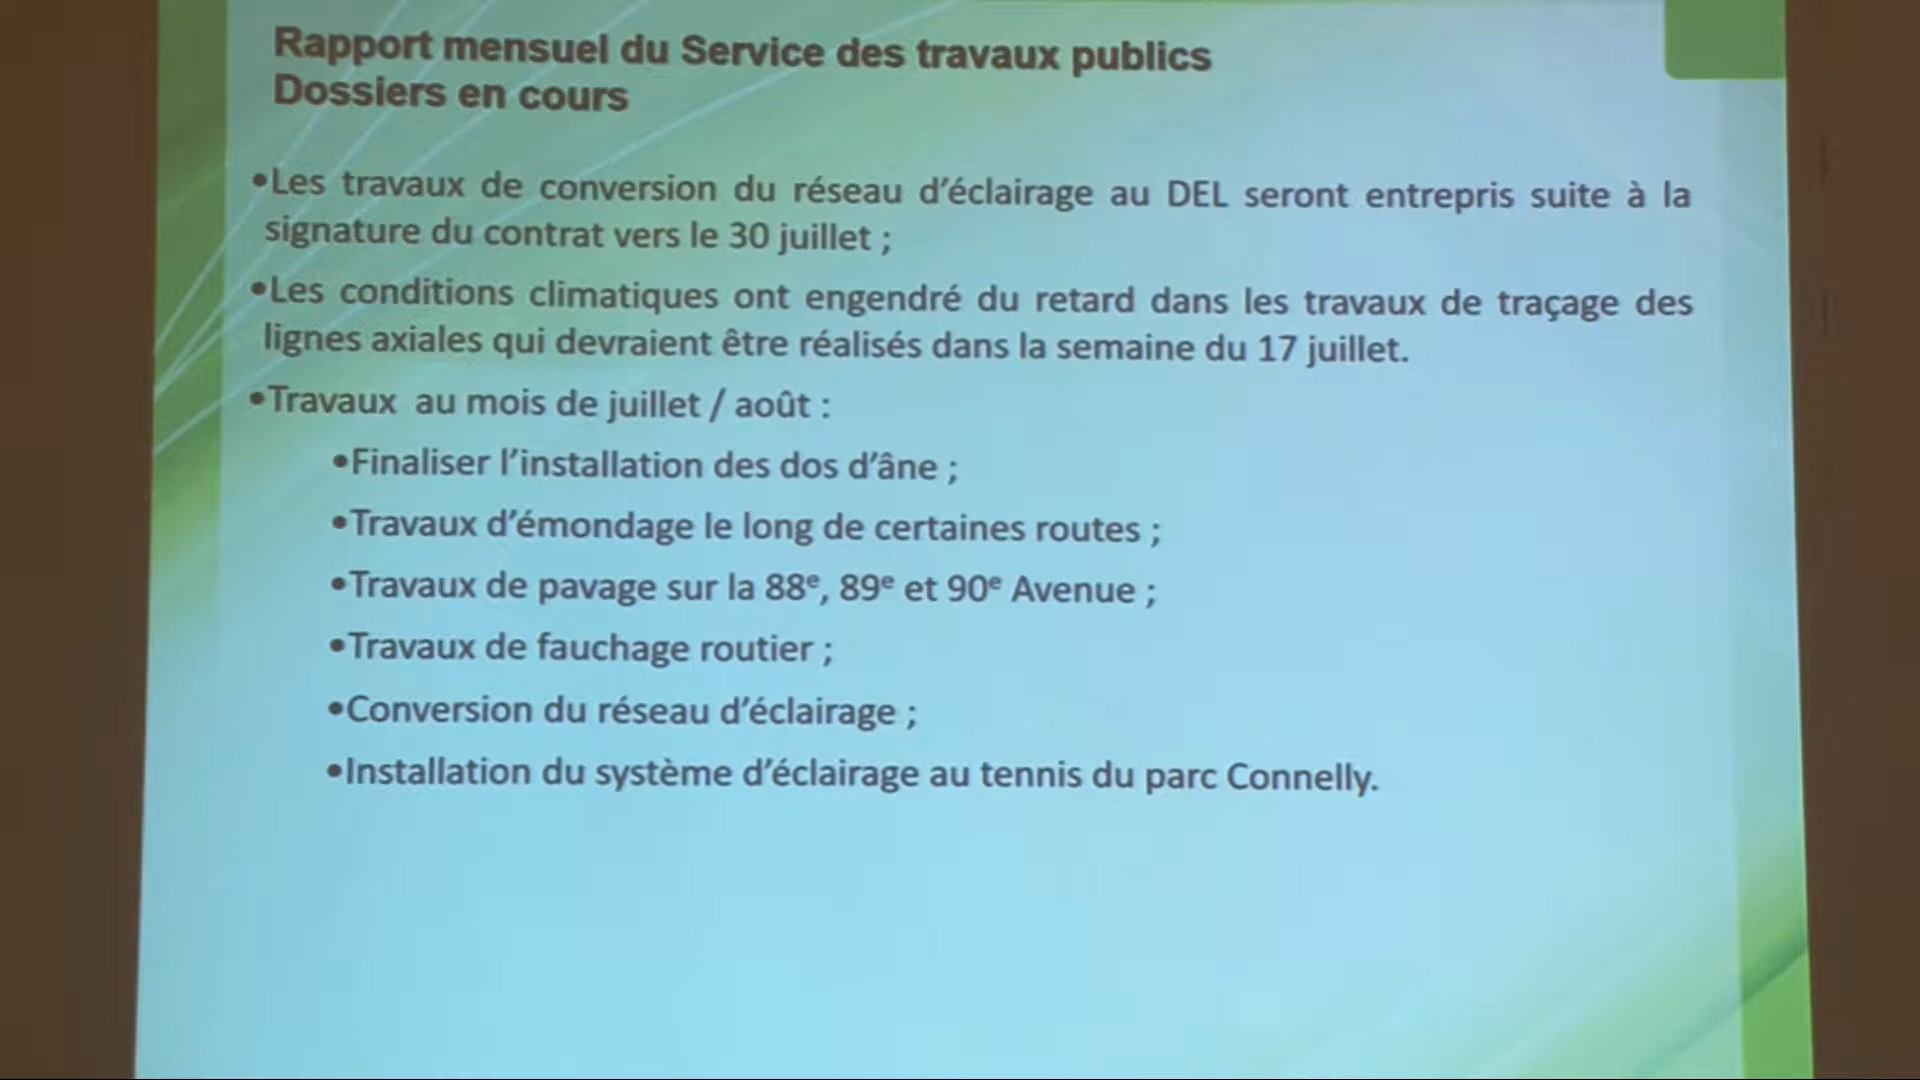 Rapport mensuel du Service des travaux publics
Dossiers en cours
•Les travaux de conversion du réseau d’éclairage au DEL seront entrepris suite à la
signature du contrat vers le 30 juillet ;
•Les conditions climatiques ont engendré du retard dans les travaux de traçage des
lignes axiales qui devraient être réalisés dans la semaine du 17 juillet.
•Travaux au mois de juillet / août :
•Finaliser l’installation des dos d’âne ;
•Travaux d’émondage le long de certaines routes ;
•Travaux de pavage sur la 88e, 89e et 90e Avenue ;
•Travaux de fauchage routier ;
•Conversion du réseau d’éclairage ;
•Installation du système d’éclairage au tennis du parc Connelly.